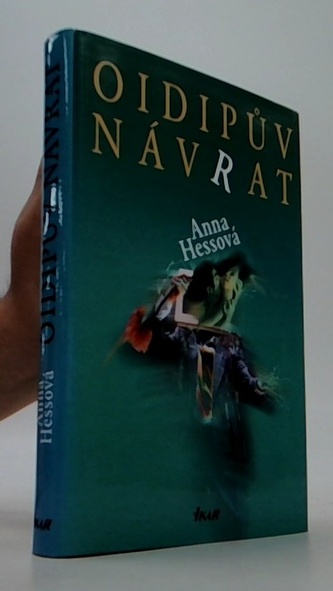 OIDIPŮV
NÁVRAT
Anna
Hessová
IKAR
OIDIPŮV NÁVRAT
Anna
Hessová
IKAR